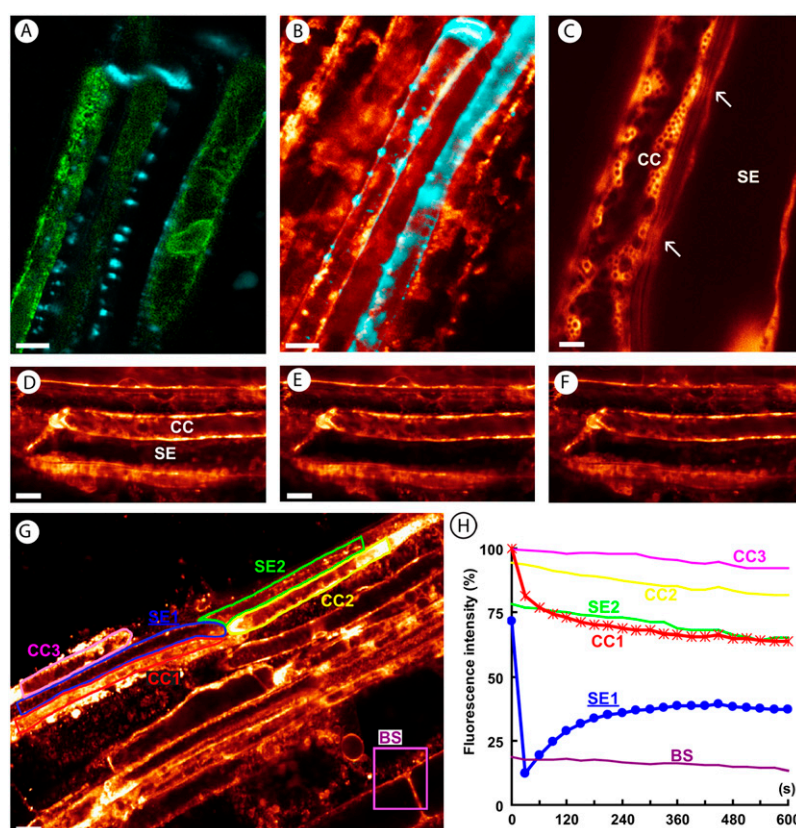 A
B
C
CC
SE
D
CC
SE
E
F
G
SE2
SE1
CC2
CC3
CC1
BS
H
100
75
50
25
0
Fluorescence intensity (%)
CC3
CC2
SE2
CC1
SE1
BS
(s)
0 120 240 360 480 600